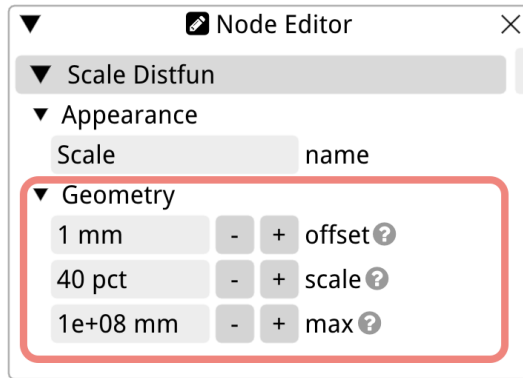 Node Editor
Scale Distfun
Appearance
Scale name
Geometry
1 mm - + offset ?
40 pct - + scale ?
1e+08 mm - + max ?